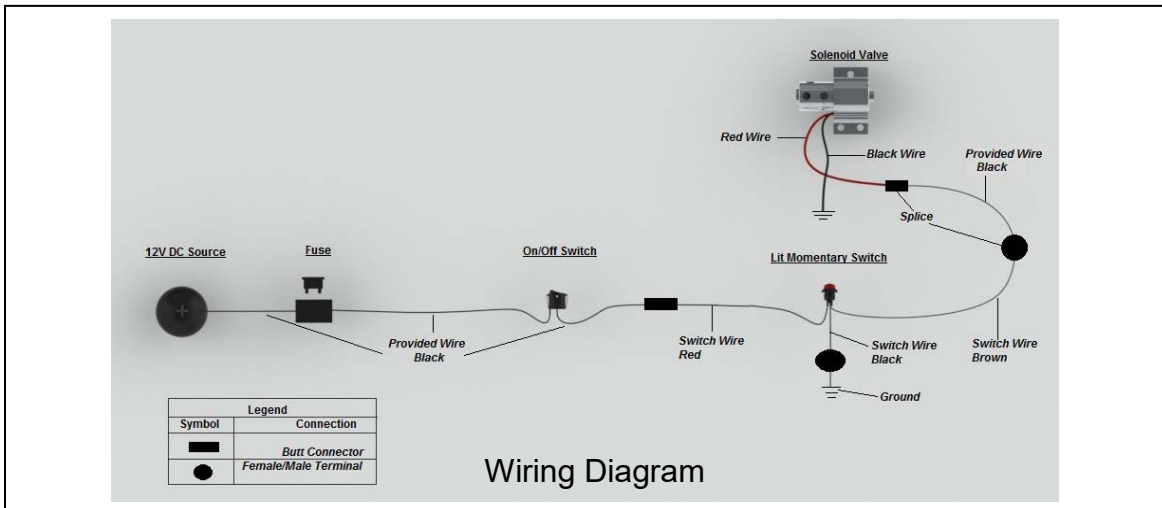 Solenoid Valve
Red Wire
Black Wire
Provided Wire
Black
Splice
12V DC Source
Fuse
On/Off Switch
Lit Momentary Switch
Provided Wire
Black
Switch Wire
Red
Switch Wire
Black
Switch Wire
Brown
Ground
Legend
Symbol Connection
Butt Connector
Female/Male Terminal
Wiring Diagram